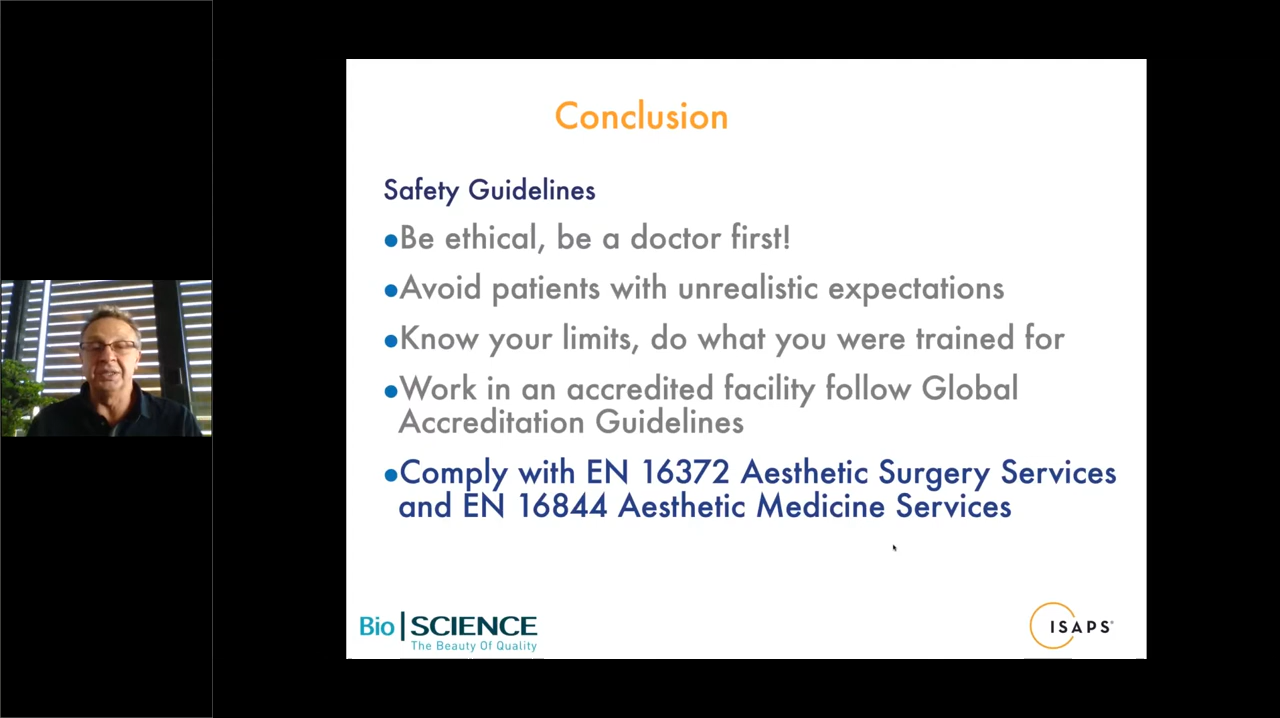 Conclusion
Safety Guidelines
•Be ethical, be a doctor first!
•Avoid patients with unrealistic expectations
•Know your limits, do what you were trained for
•Work in an accredited facility follow Global
Accreditation Guidelines
•Comply with EN 16372 Aesthetic Surgery Services
and EN 16844 Aesthetic Medicine Services
Bio|SCIENCE
The Beauty Of Quality
ISAPS®